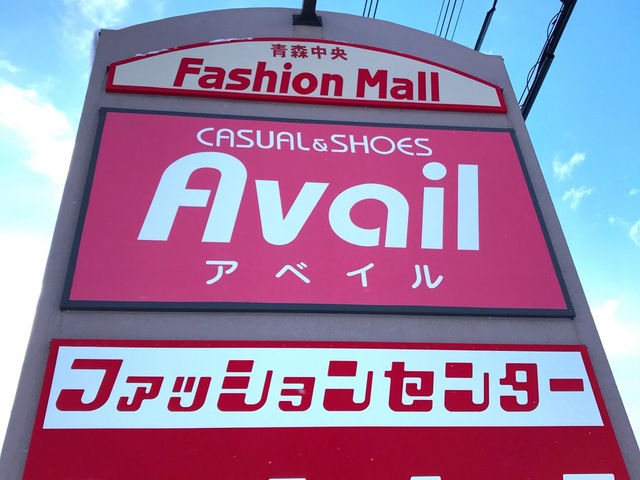 青森中央
Fashion Mall
CASUAL&SHOES
Avail
アベイル
ファッションセンター